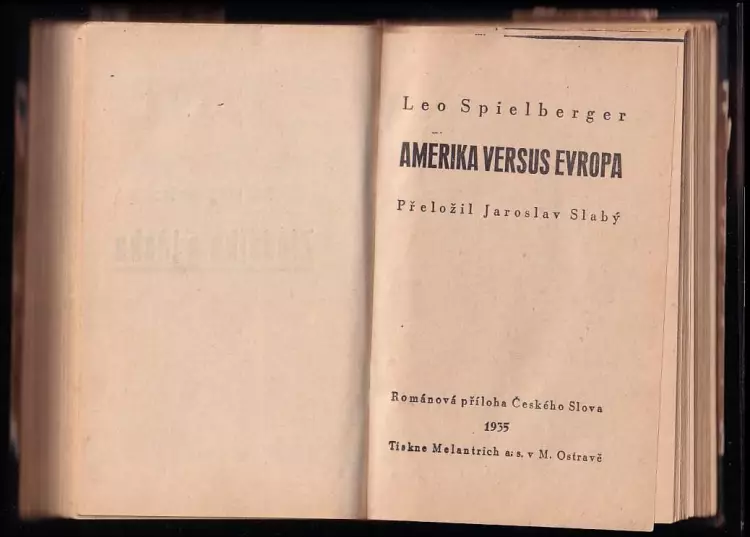 Leo Spielberger
AMERIKA VERSUS EVROPA
Přeložil Jaroslav Slabý
Románová příloha Českého Slova
1935
Tiskne Melantrich a. s. v M. Ostravě